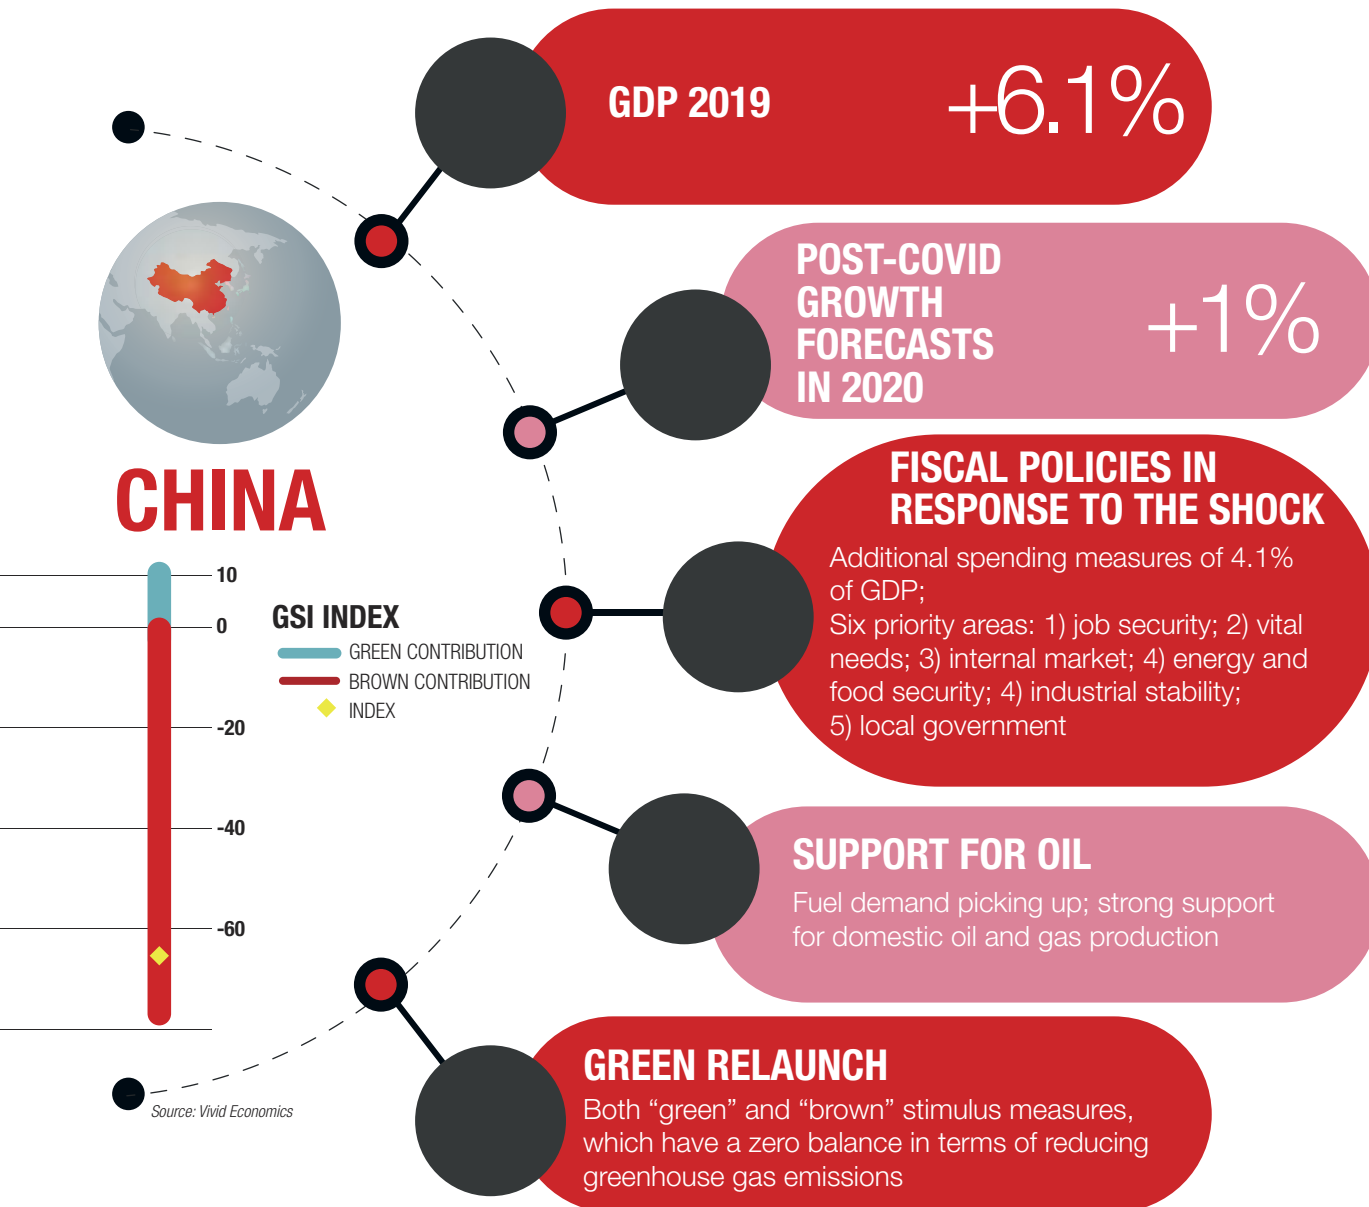 GDP 2019
+6.1%
POST-COVID
GROWTH
FORECASTS
IN 2020
+1%
CHINA
10
0
-20
-40
-60
GSI INDEX
GREEN CONTRIBUTION
BROWN CONTRIBUTION
INDEX
FISCAL POLICIES IN
RESPONSE TO THE SHOCK
Additional spending measures of 4.1%
of GDP;
Six priority areas: 1) job security; 2) vital
needs; 3) internal market; 4) energy and
food security; 4) industrial stability;
5) local government
SUPPORT FOR OIL
Fuel demand picking up; strong support
for domestic oil and gas production
GREEN RELAUNCH
Both “green” and “brown” stimulus measures,
which have a zero balance in terms of reducing
greenhouse gas emissions
Source: Vivid Economics